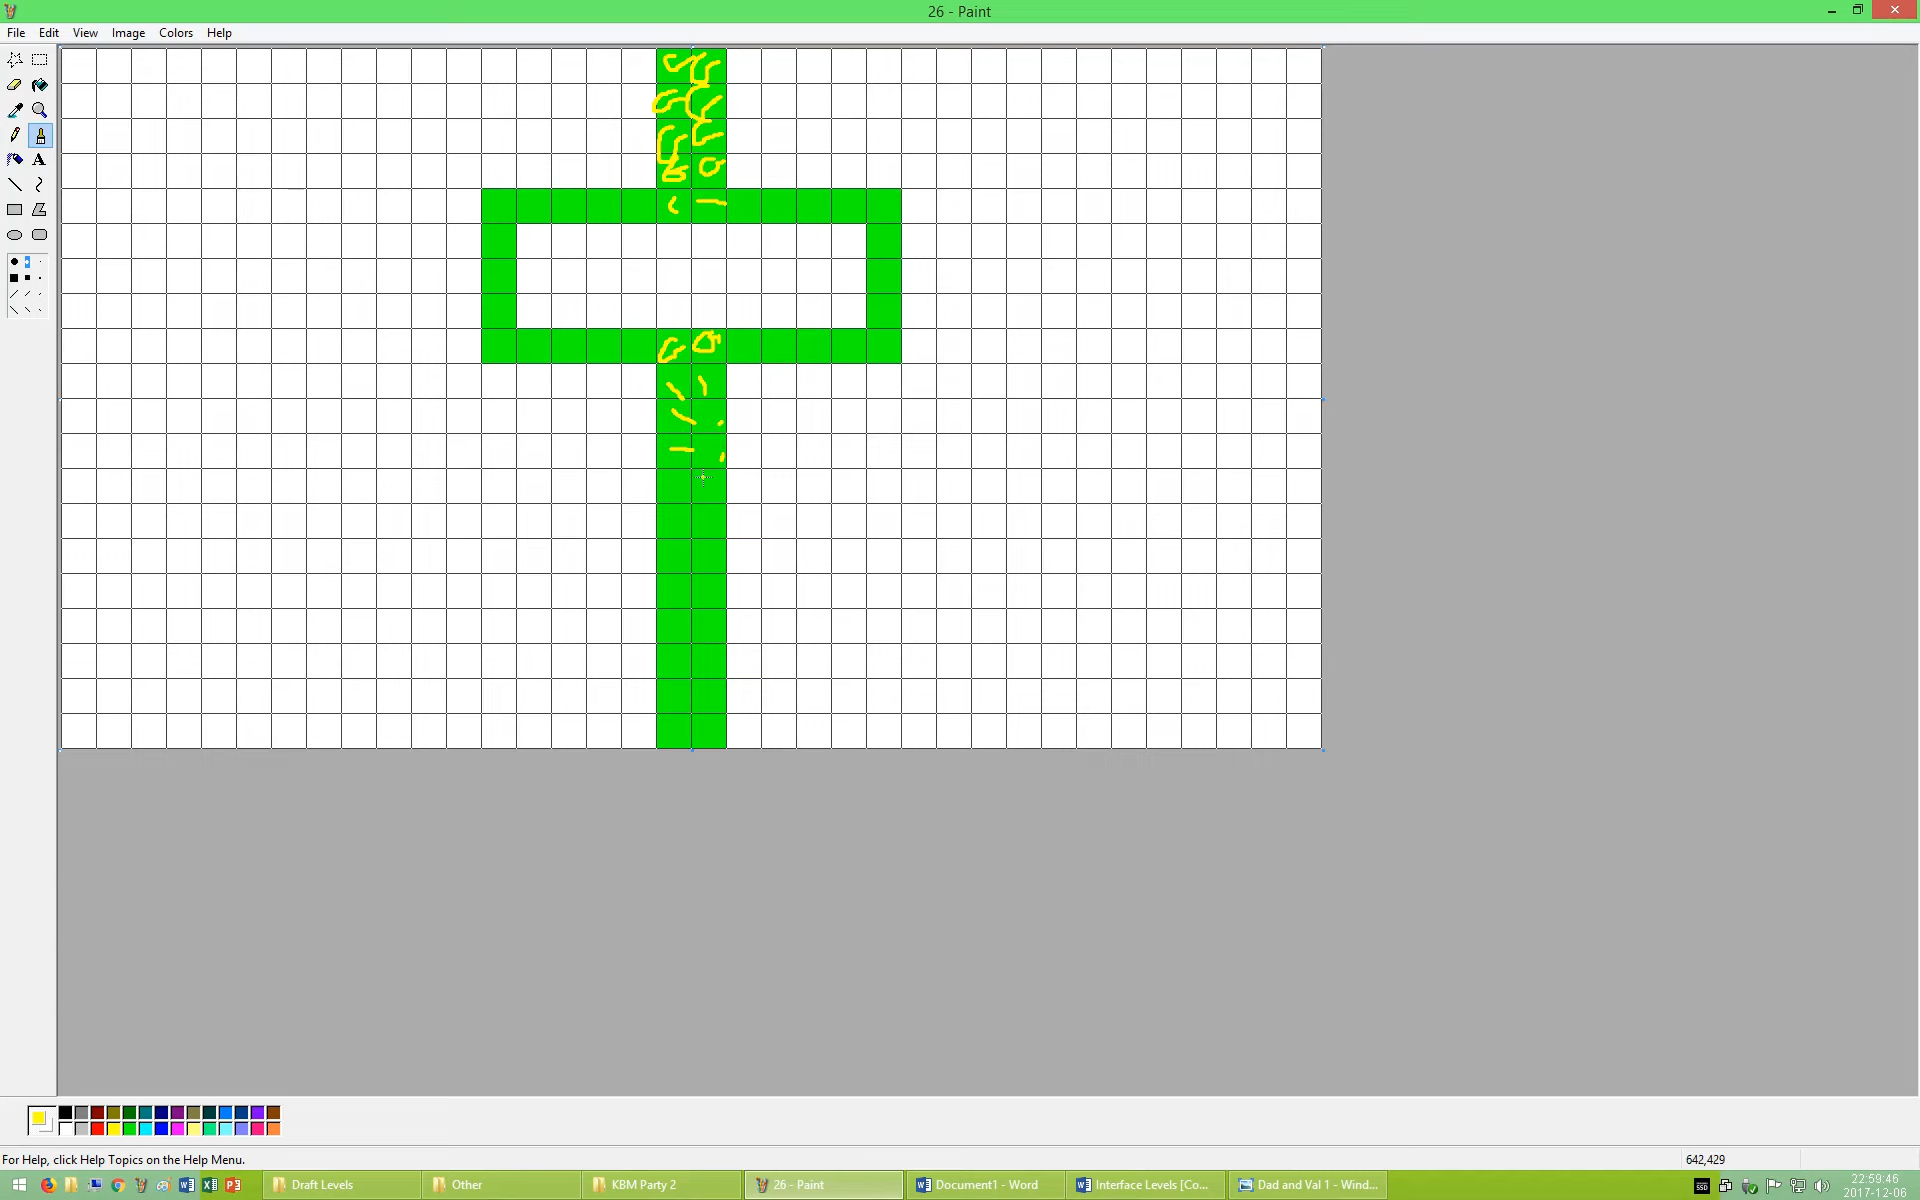 26 - Paint
File Edit View Image Colors Help
A
For Help, click Help Topics on the Help Menu.
642,429
Draft Levels
Other
KBM Party 2
26 - Paint
Document1 - Word
Interface Levels [Co...
Dad and Val 1 - Wind...
SSD
22:59:46
2017-12-06